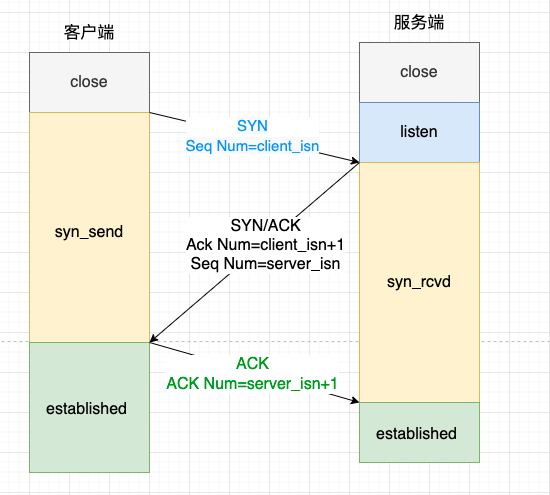 客户端
服务端
close
close
SYN
Seq Num=client_isn
listen
syn_send
SYN/ACK
Ack Num=client_isn+1
Seq Num=server_isn
syn_rcvd
ACK
ACK Num=server_isn+1
established
established